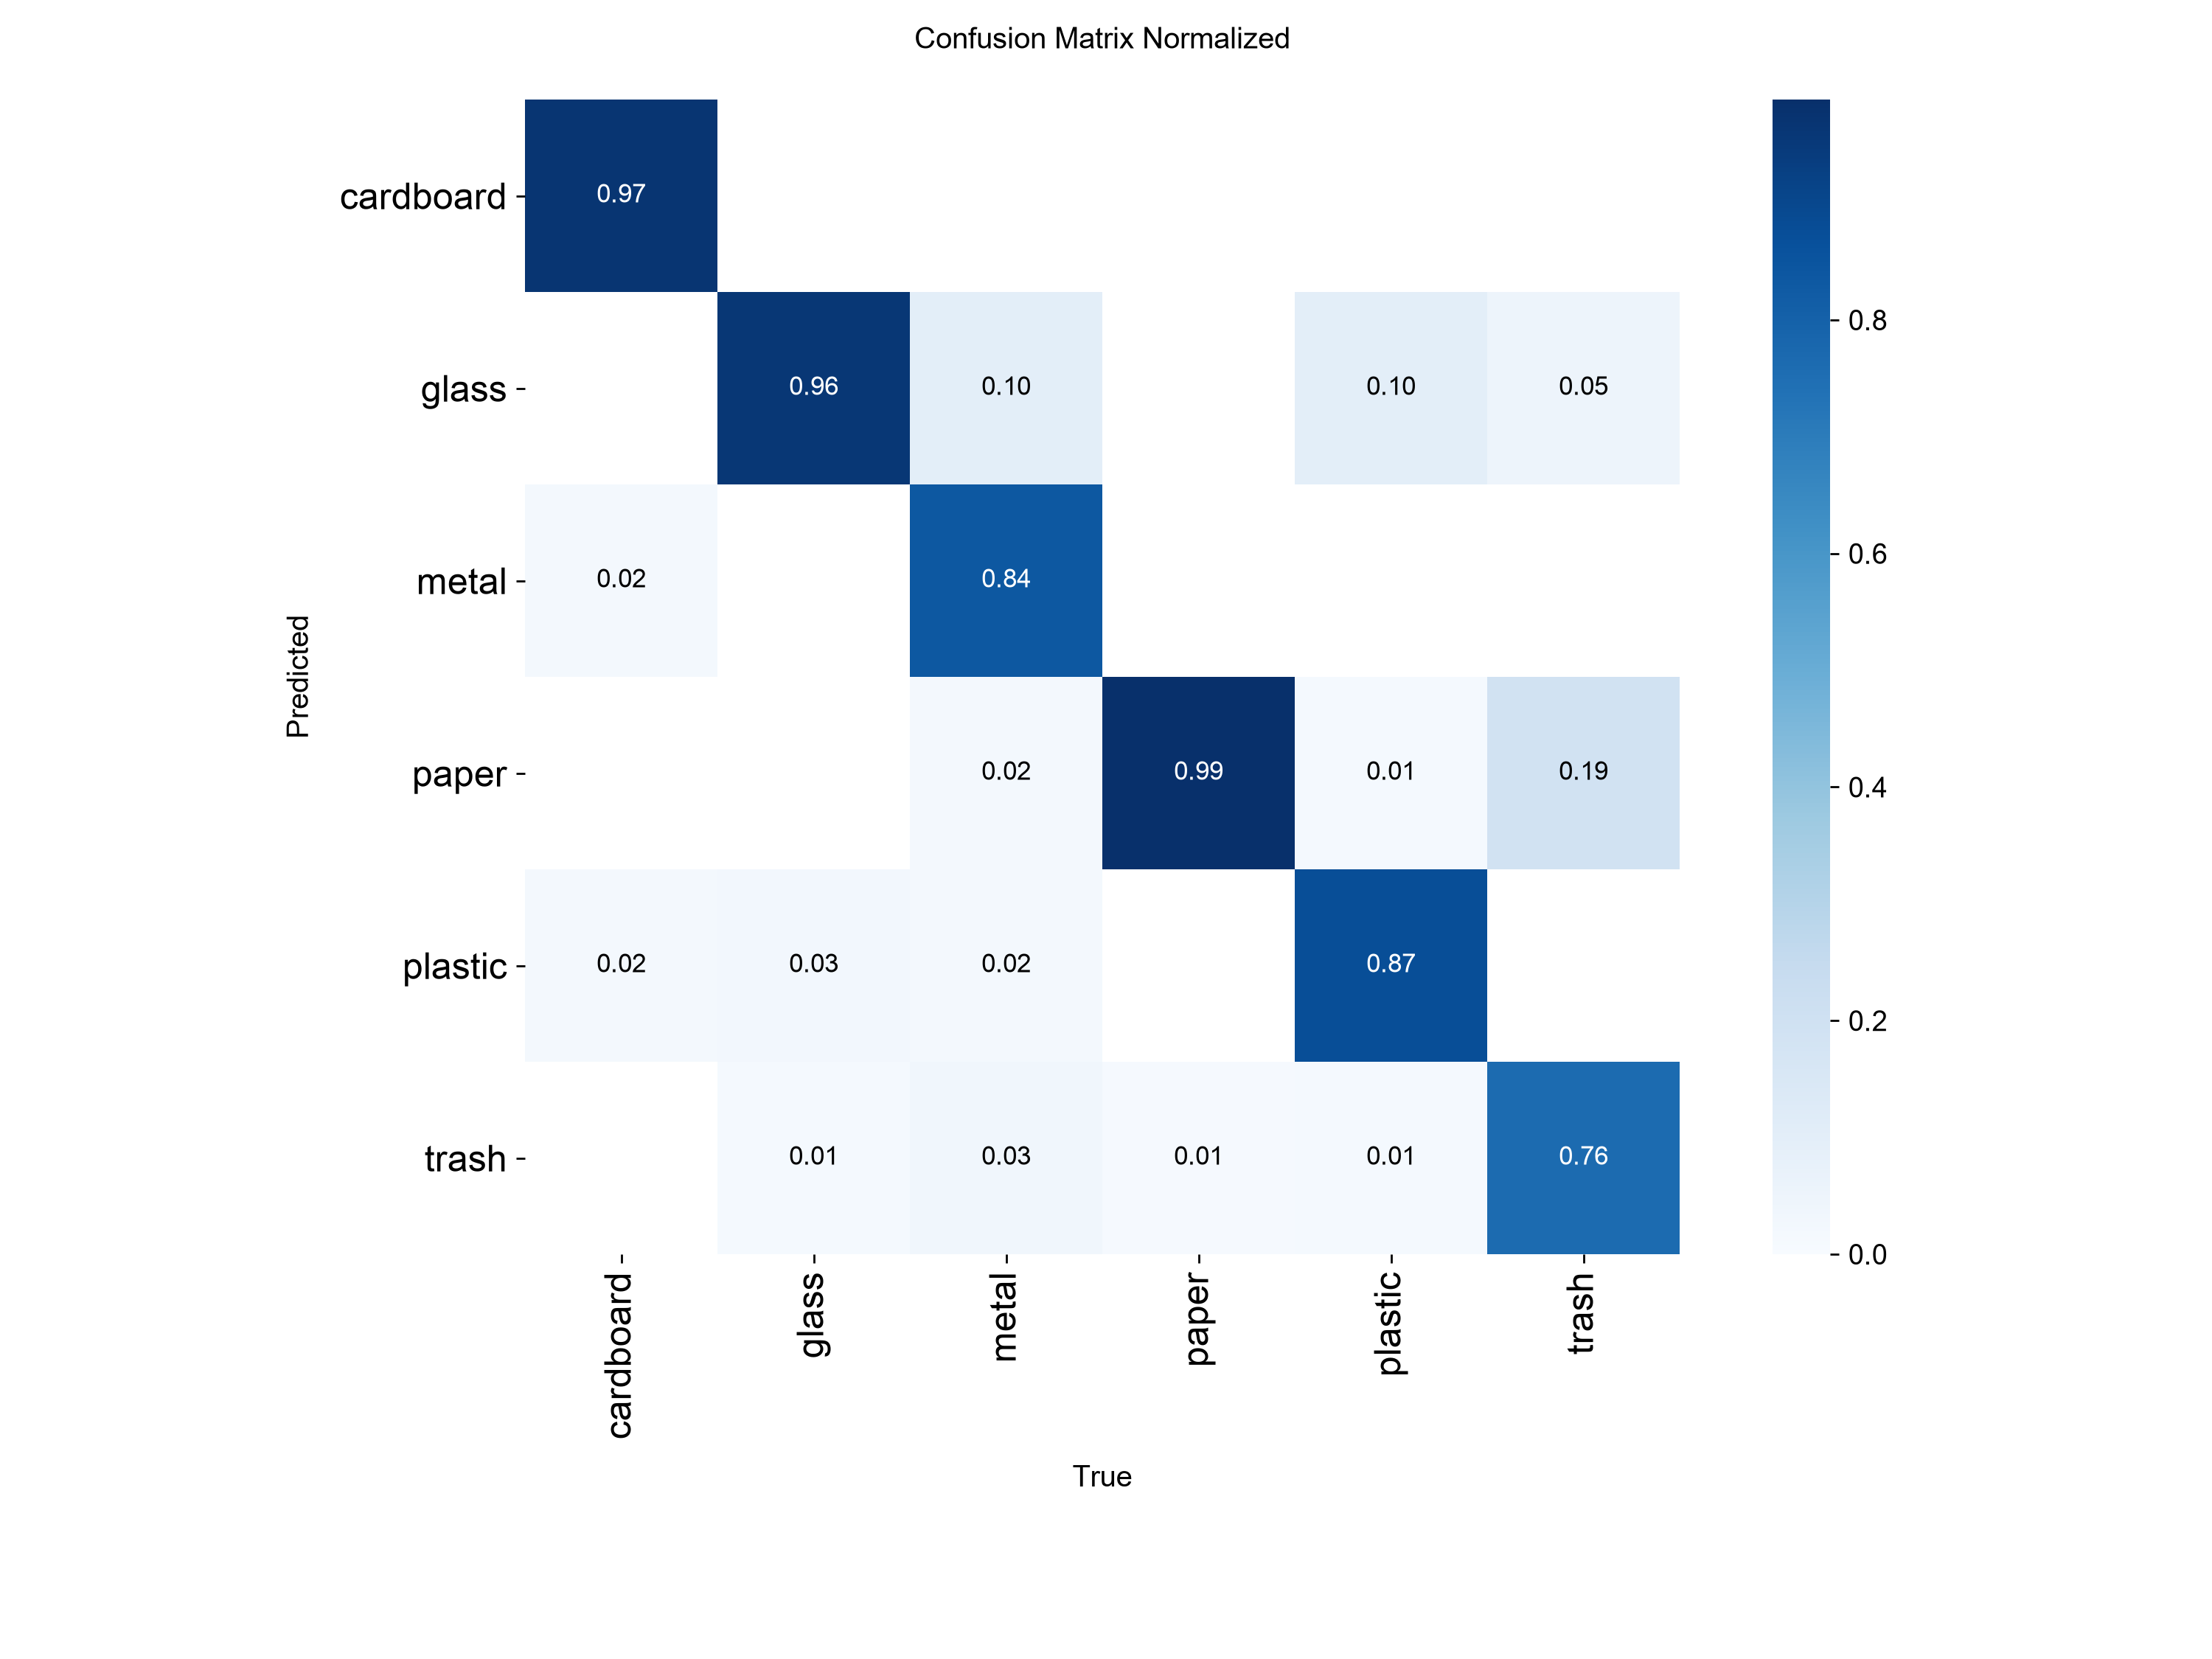 Confusion Matrix Normalized
cardboard
0.97
glass
0.96 0.10 0.10 0.05
0.8
metal
0.02 0.84
0.6
Predicted
paper
0.02 0.99 0.01 0.19
0.4
plastic
0.02 0.03 0.02 0.87
0.2
trash
0.01 0.03 0.01 0.01 0.76
0.0
cardboard
glass
metal
paper
plastic
trash
True